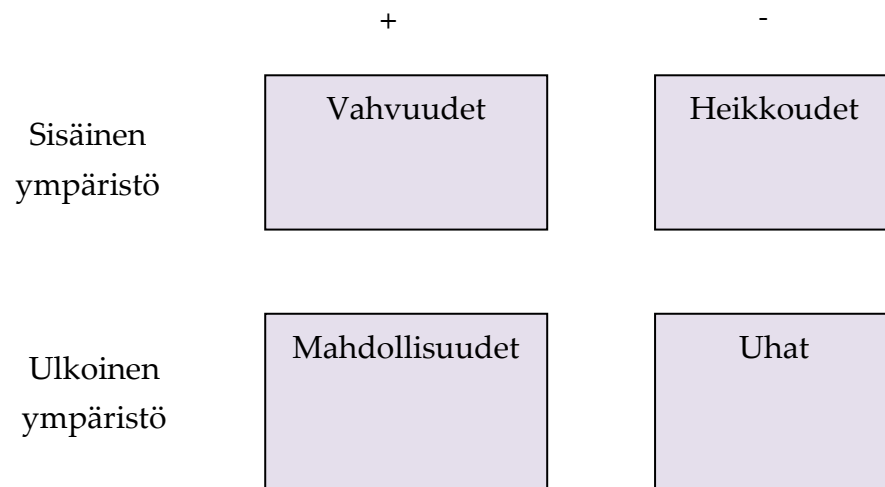 + -
Vahvuudet Heikkoudet
Sisäinen
ympäristö
Mahdollisuudet Uhat
Ulkoinen
ympäristö